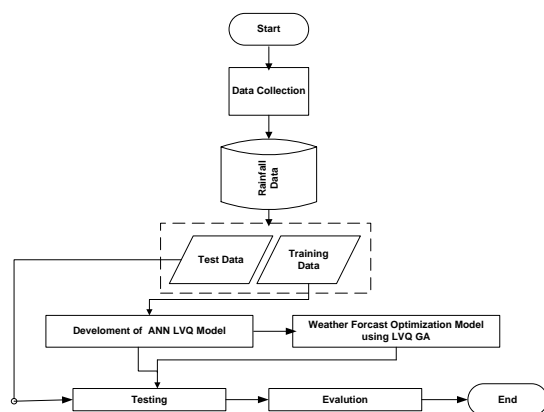 Start
Data Collection
Rainfall
Data
Test Data
Training
Data
Develoment of ANN LVQ Model
Weather Forcast Optimization Model
using LVQ GA
Testing
Evalution
End